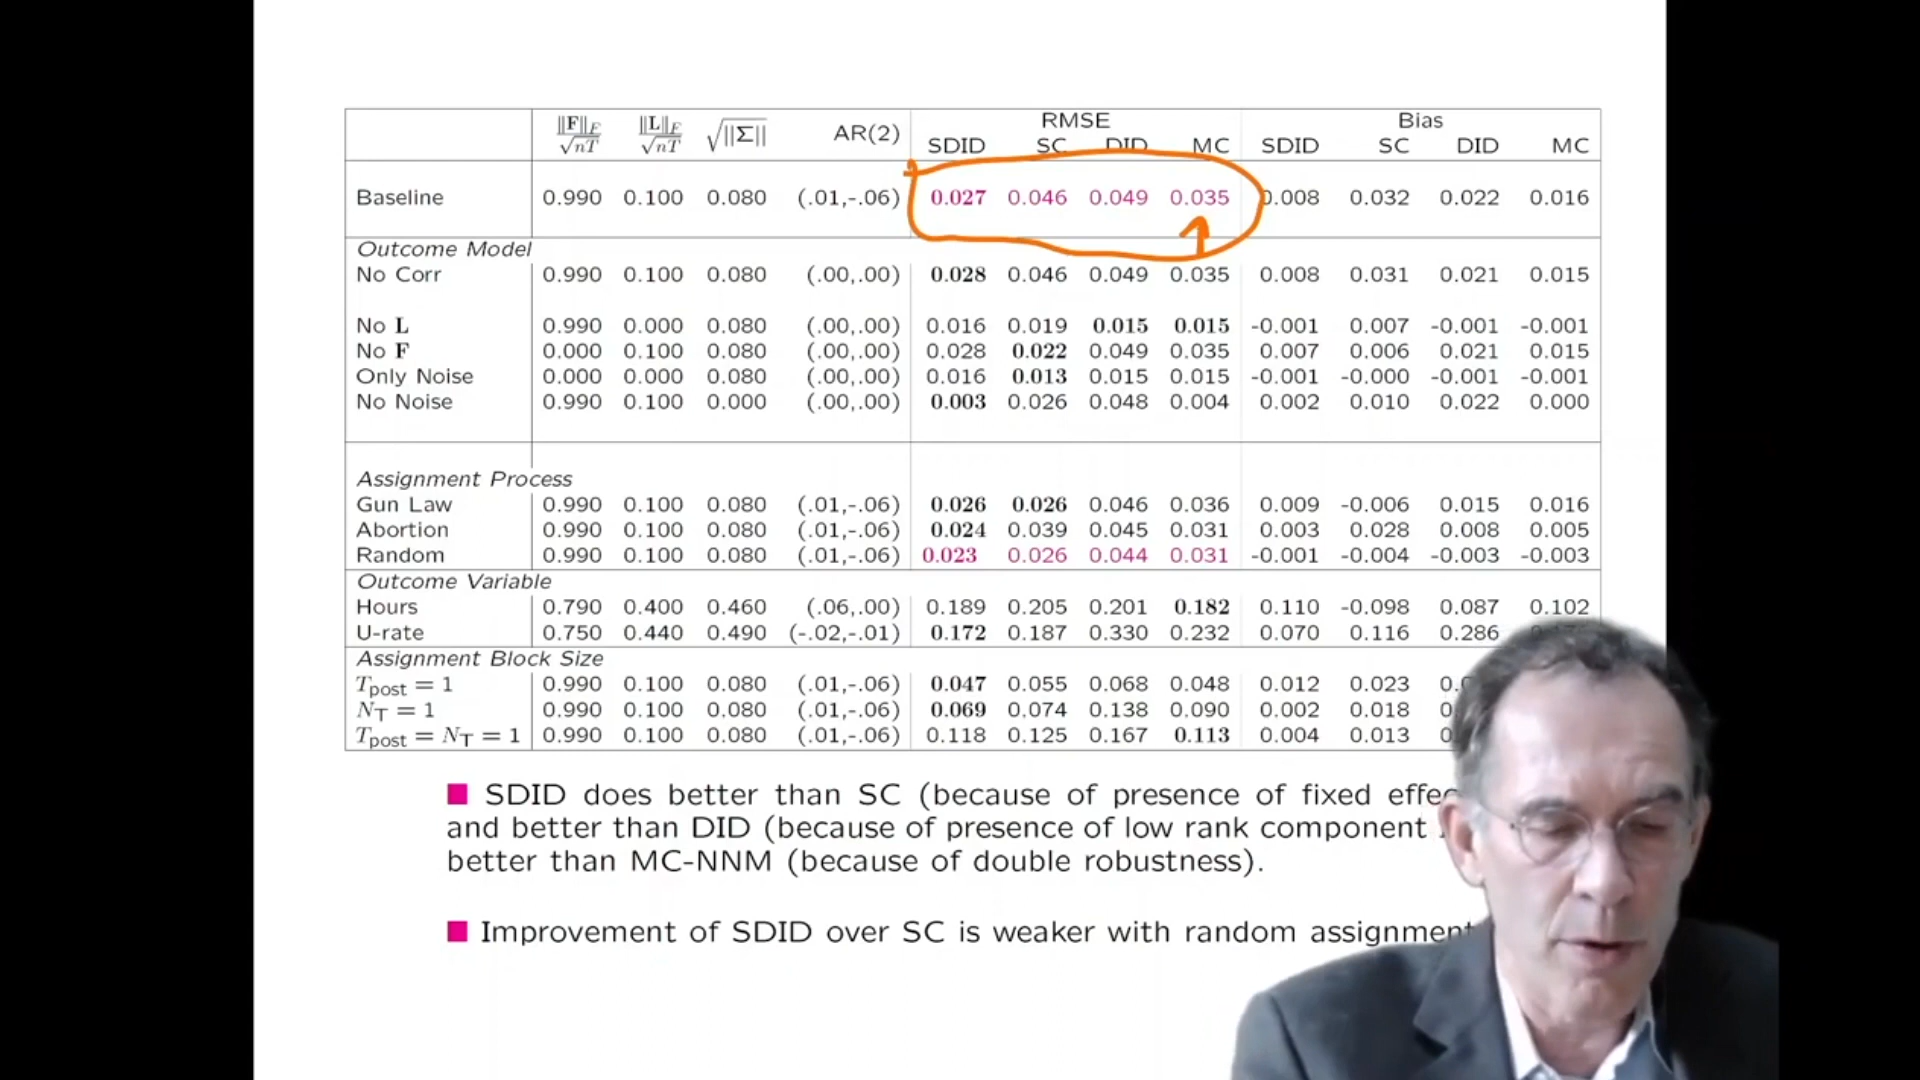 RMSE Bias
‖F‖_F/√nT ‖L‖_F/√nT √||Σ|| AR(2) SDID SC DID MC SDID SC DID MC
Baseline 0.990 0.100 0.080 (.01,-.06) 0.027 0.046 0.049 0.035 0.008 0.032 0.022 0.016
Outcome Model
No Corr 0.990 0.100 0.080 (.00,.00) 0.028 0.046 0.049 0.035 0.008 0.031 0.021 0.015
No L 0.990 0.000 0.080 (.00,.00) 0.016 0.019 0.015 0.015 -0.001 0.007 -0.001 -0.001
No F 0.000 0.100 0.080 (.00,.00) 0.028 0.022 0.049 0.035 0.007 0.006 0.021 0.015
Only Noise 0.000 0.000 0.080 (.00,.00) 0.016 0.013 0.015 0.015 -0.001 -0.000 -0.001 -0.001
No Noise 0.990 0.100 0.000 (.00,.00) 0.003 0.026 0.048 0.004 0.002 0.010 0.022 0.000
Assignment Process
Gun Law 0.990 0.100 0.080 (.01,-.06) 0.026 0.026 0.046 0.036 0.009 -0.006 0.015 0.016
Abortion 0.990 0.100 0.080 (.01,-.06) 0.024 0.039 0.045 0.031 0.003 0.028 0.008 0.005
Random 0.990 0.100 0.080 (.01,-.06) 0.023 0.026 0.044 0.031 -0.001 -0.004 -0.003 -0.003
Outcome Variable
Hours 0.790 0.400 0.460 (.06,.00) 0.189 0.205 0.201 0.182 0.110 -0.098 0.087 0.102
U-rate 0.750 0.440 0.490 (-.02,-.01) 0.172 0.187 0.330 0.232 0.070 0.116 0.286
Assignment Block Size
T_post = 1 0.990 0.100 0.080 (.01,-.06) 0.047 0.055 0.068 0.048 0.012 0.023
N_T = 1 0.990 0.100 0.080 (.01,-.06) 0.069 0.074 0.138 0.090 0.002 0.018
T_post = N_T = 1 0.990 0.100 0.080 (.01,-.06) 0.118 0.125 0.167 0.113 0.004 0.013
■ SDID does better than SC (because of presence of fixed
and better than DID (because of presence of low rank component
better than MC-NNM (because of double robustness).
■ Improvement of SDID over SC is weaker with random assignment